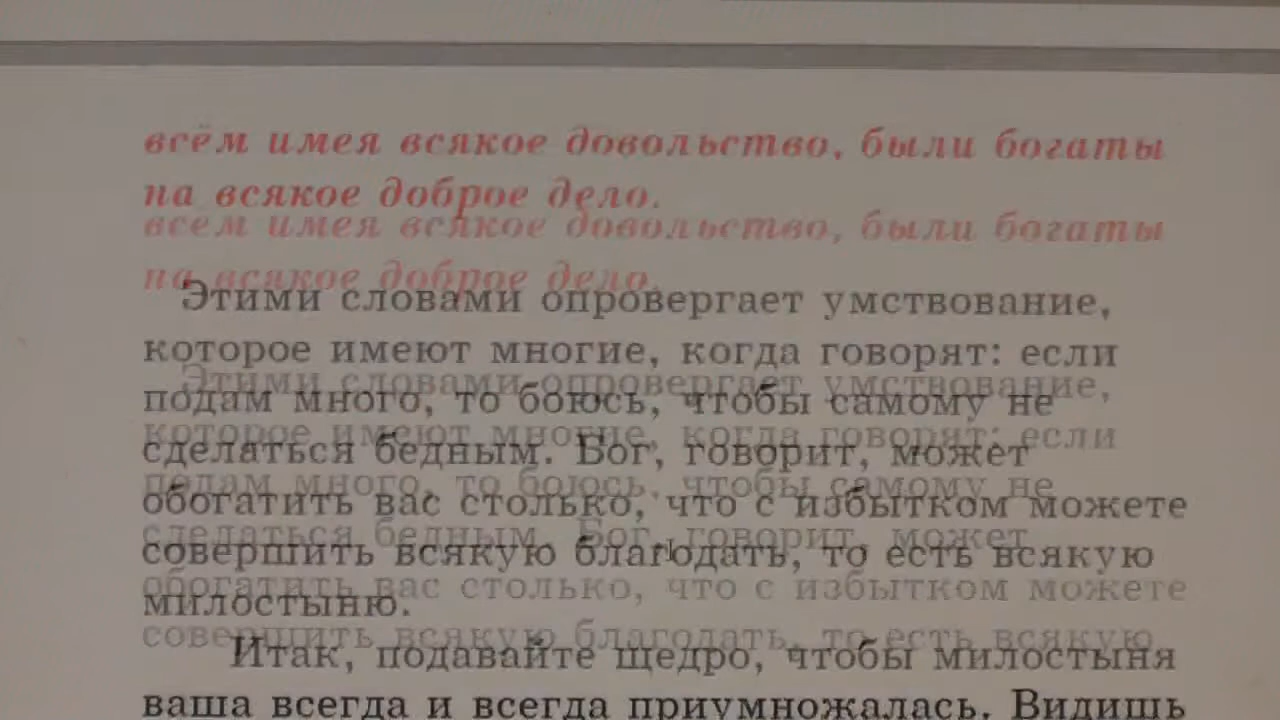 всём имея всякое довольство, были богаты
на всякое доброе дело.
Этими словами опровергает умствование,
которое имеют многие, когда говорят: если
подам много, то боюсь, чтобы самому не
сделаться бедным. Бог, говорит, может
обогатить вас столько, что с избытком можете
совершить всякую благодать, то есть всякую
милостыню.
Итак, подавайте щедро, чтобы милостыня
ваша всегда и всегда приумножалась. Видишь